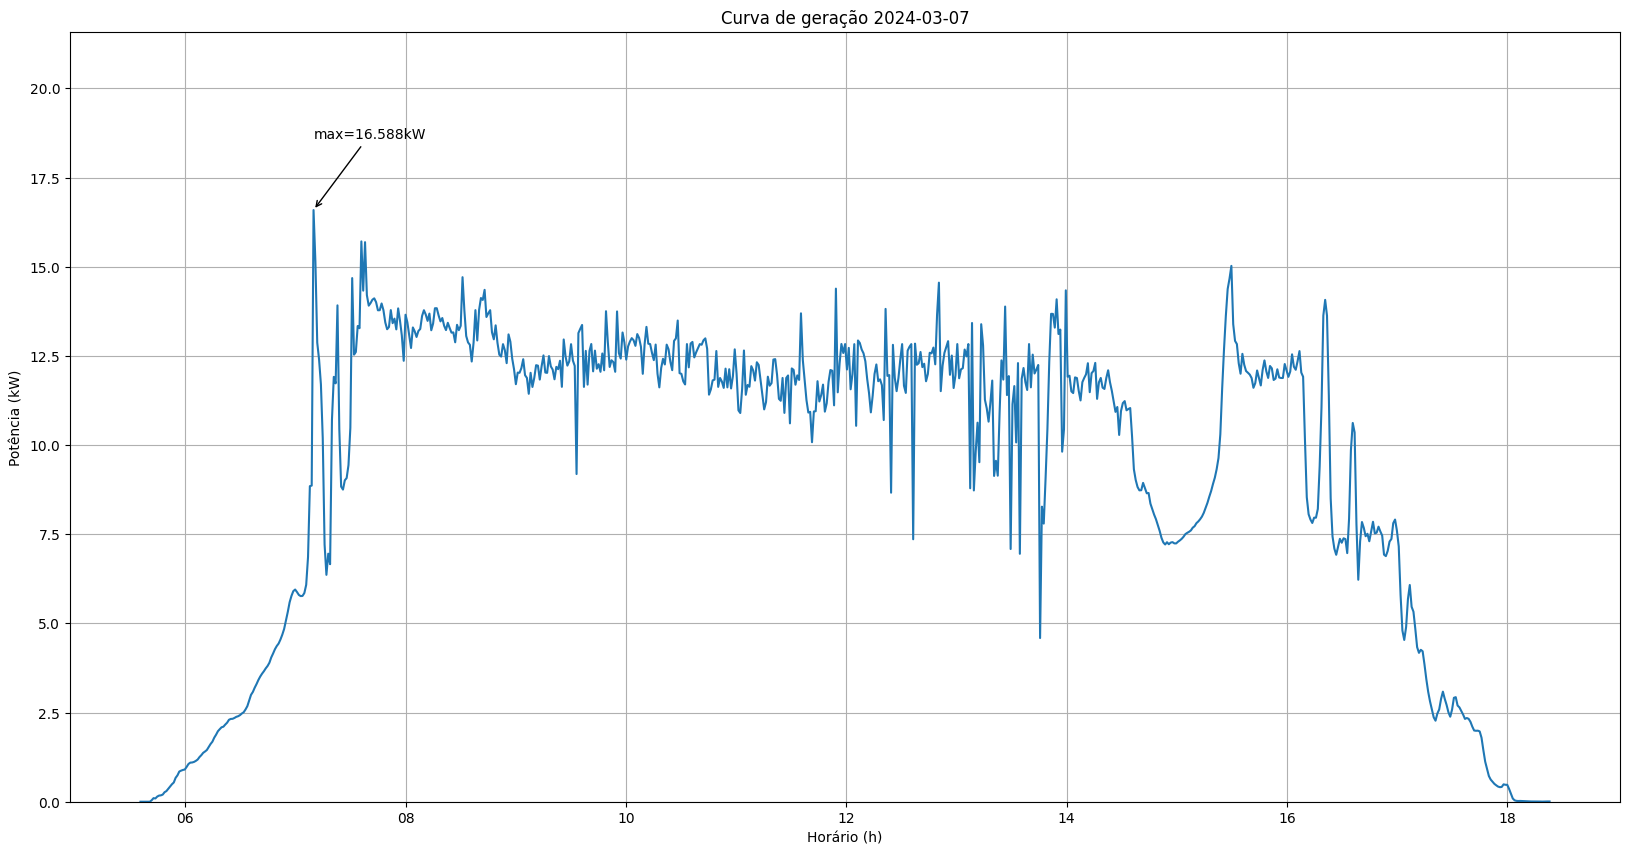 Curva de geração 2024-03-07
20.0
17.5
15.0
12.5
10.0
7.5
5.0
2.5
0.0
Potência (kW)
max=16.588kW
06 08 10 12 14 16 18
Horário (h)